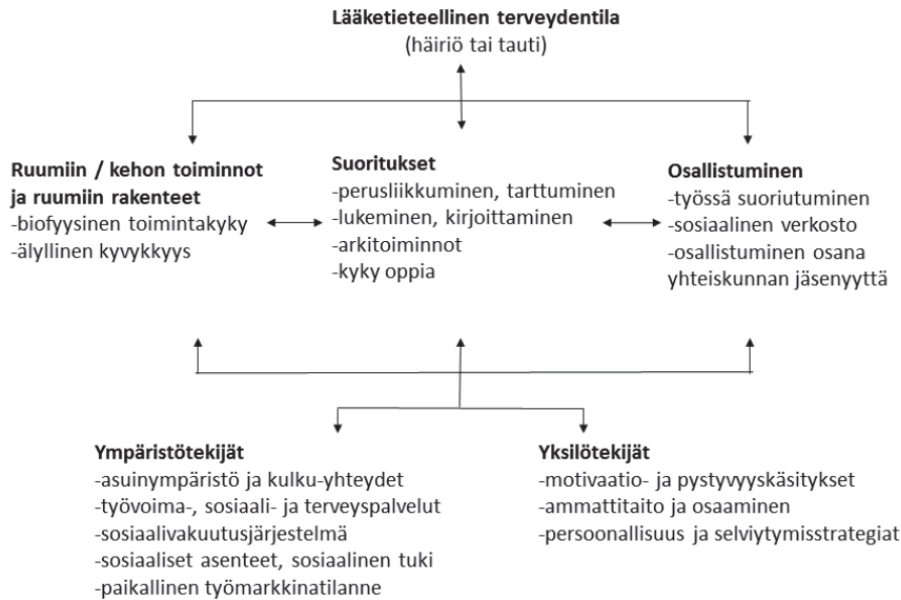 Lääketieteellinen terveydentila
(häiriö tai tauti)
Ruumiin / kehon toiminnot
ja ruumiin rakenteet
-biofyysinen toimintakyky
-älyllinen kyvykkyys
Suoritukset
-perusliikkuminen, tarttuminen
-lukeminen, kirjoittaminen
-arkitoiminnot
-kyky oppia
Osallistuminen
-työssä suoriutuminen
-sosiaalinen verkosto
-osallistuminen osana
yhteiskunnan jäsenyyttä
Ympäristötekijät
-asuinympäristö ja kulku-yhteydet
-työvoima-, sosiaali- ja terveyspalvelut
-sosiaalivakuutusjärjestelmä
-sosiaaliset asenteet, sosiaalinen tuki
-paikallinen työmarkkinatilanne
Yksilötekijät
-motivaatio- ja pystyvyyskäsitykset
-ammattitaito ja osaaminen
-persoonallisuus ja selviytymisstrategiat